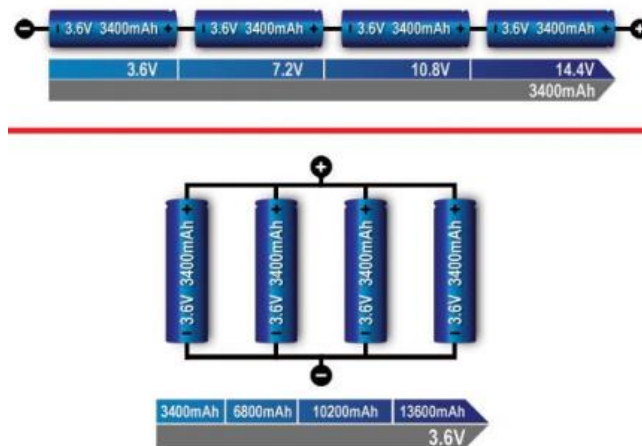 − − 3.6V 3400mAh + − 3.6V 3400mAh + − 3.6V 3400mAh + − 3.6V 3400mAh + +
3.6V 7.2V 10.8V 14.4V
3400mAh
+
− 3.6V 3400mAh +
− 3.6V 3400mAh +
− 3.6V 3400mAh +
− 3.6V 3400mAh +
−
3400mAh 6800mAh 10200mAh 13600mAh
3.6V